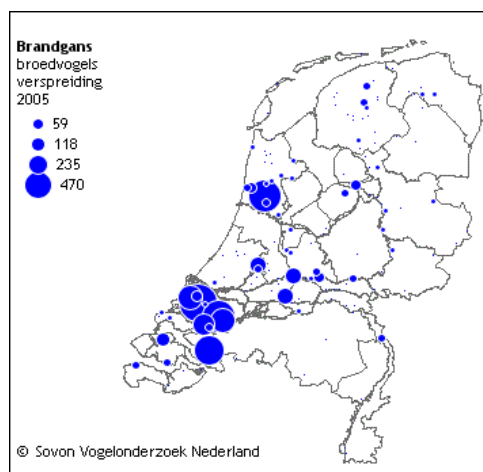 Brandgans
broedvogels
verspreiding
2005
59
118
235
470
© Sovon Vogelonderzoek Nederland